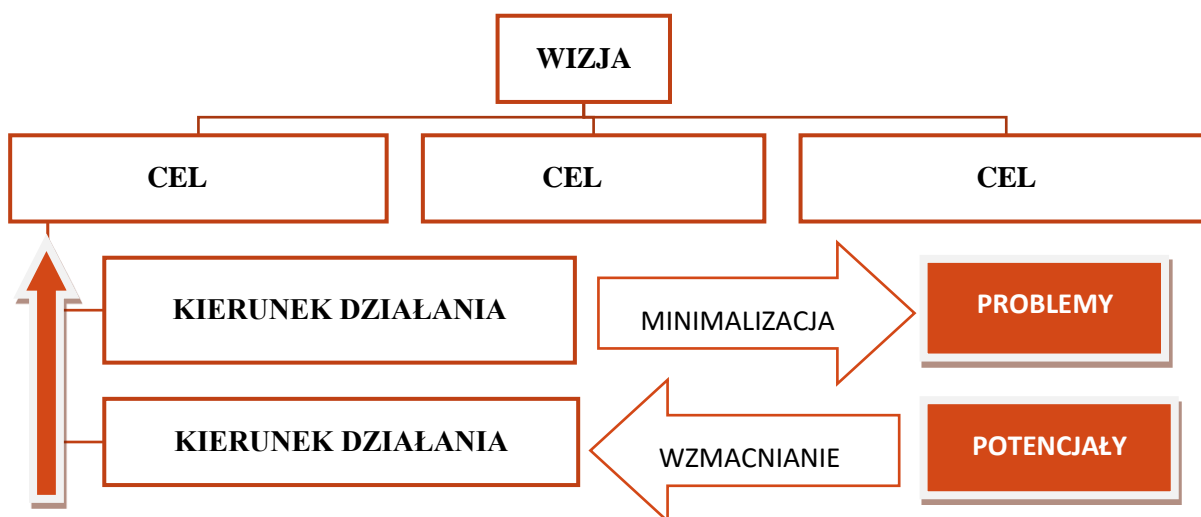 WIZJA
CEL
CEL
CEL
KIERUNEK DZIAŁANIA
MINIMALIZACJA
PROBLEMY
KIERUNEK DZIAŁANIA
WZMACNIANIE
POTENCJAŁY